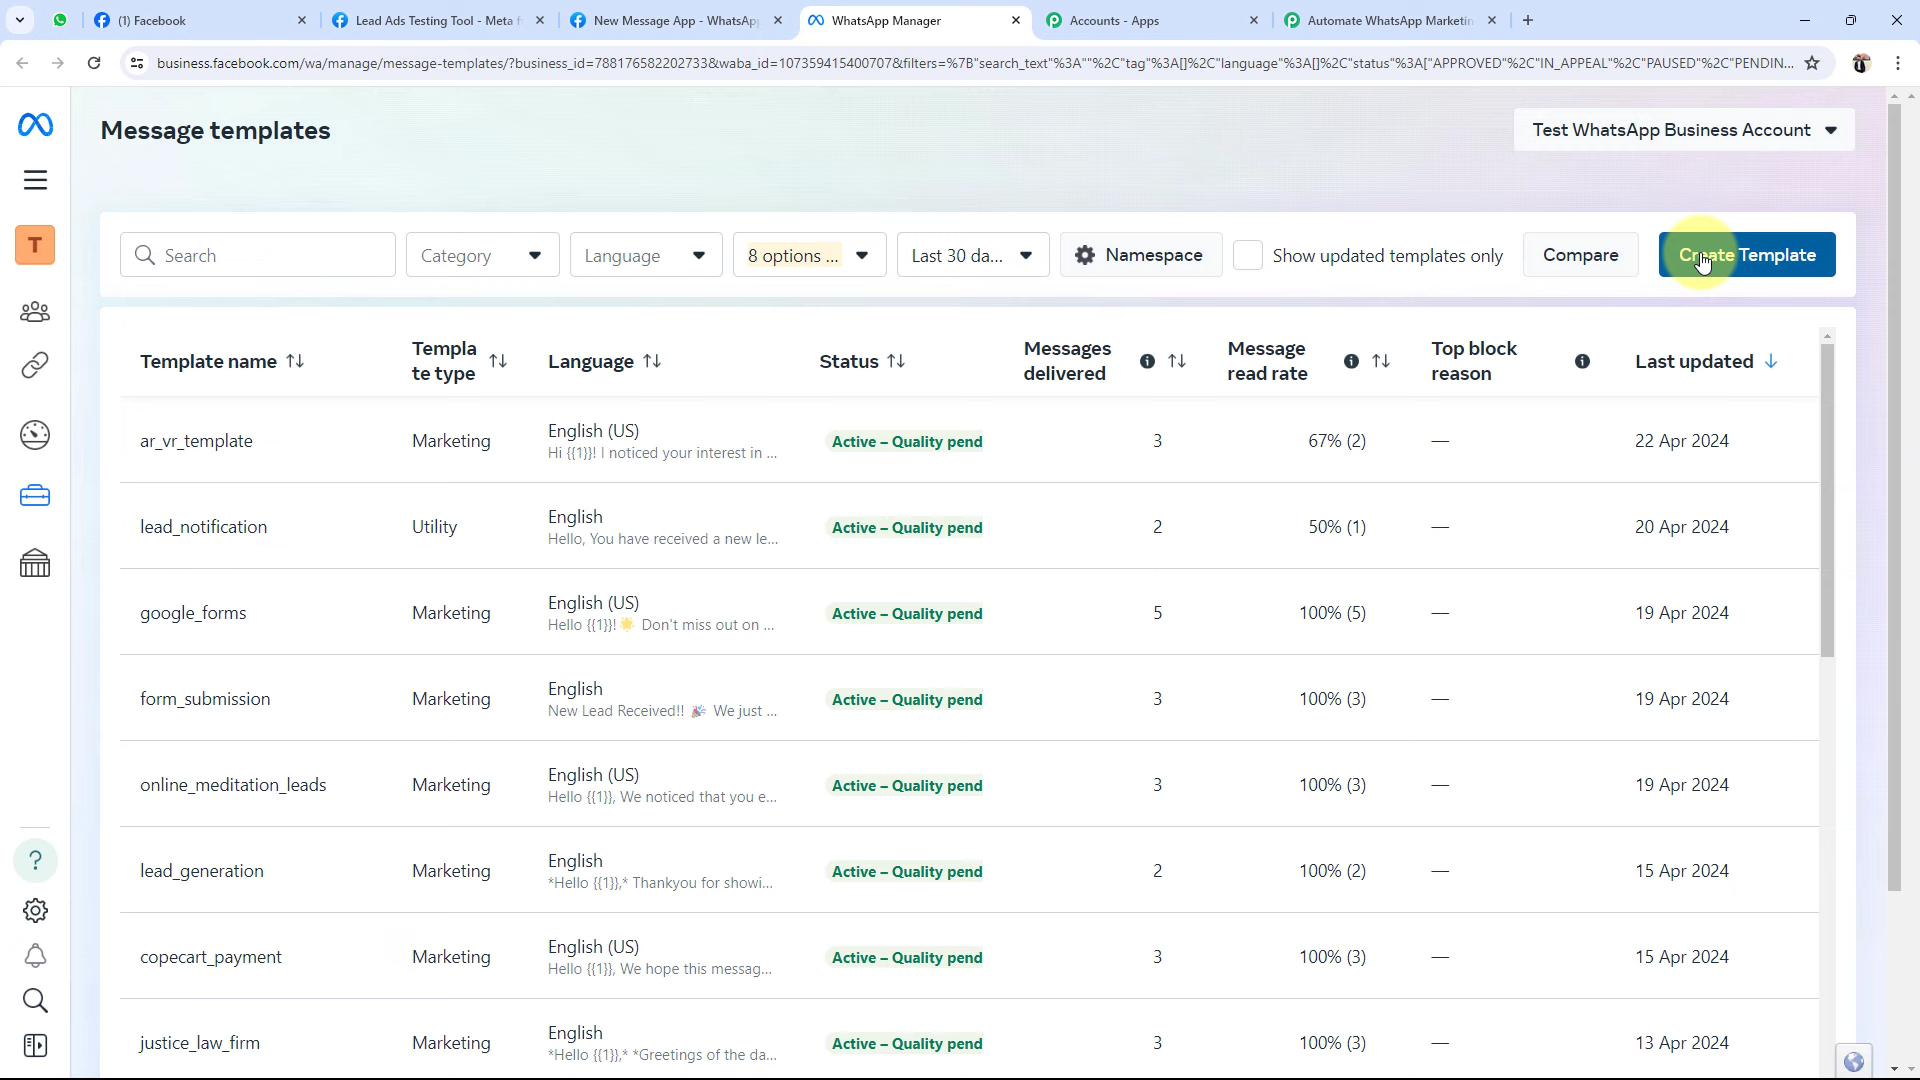 (1) Facebook
Lead Ads Testing Tool - Meta f
New Message App - WhatsApp
WhatsApp Manager
Accounts - Apps
Automate WhatsApp Marketin
business.facebook.com/wa/manage/message-templates/?business_id=788176582202733&waba_id=107359415400707&filters=%7B"search_text"%3A""%2C"tag"%3A[]%2C"language"%3A[]%2C"status"%3A["APPROVED"%2C"IN_APPEAL"%2C"PAUSED"%2C"PENDIN...
Message templates
Test WhatsApp Business Account
T
Search
Category
Language
8 options ...
Last 30 da...
Namespace
Show updated templates only
Compare
Create Template
Template name
Templa
te type
Language
Status
Messages
delivered
Message
read rate
Top block
reason
Last updated
ar_vr_template
Marketing
English (US)
Hi {{1}}! I noticed your interest in ...
Active – Quality pend
3
67% (2)
—
22 Apr 2024
lead_notification
Utility
English
Hello, You have received a new le...
Active – Quality pend
2
50% (1)
—
20 Apr 2024
google_forms
Marketing
English (US)
Hello {{1}}!🌟 Don't miss out on ...
Active – Quality pend
5
100% (5)
—
19 Apr 2024
form_submission
Marketing
English
New Lead Received!! 🎉 We just ...
Active – Quality pend
3
100% (3)
—
19 Apr 2024
online_meditation_leads
Marketing
English (US)
Hello {{1}}, We noticed that you e...
Active – Quality pend
3
100% (3)
—
19 Apr 2024
lead_generation
Marketing
English
*Hello {{1}},* Thankyou for showi...
Active – Quality pend
2
100% (2)
—
15 Apr 2024
copecart_payment
Marketing
English (US)
Hello {{1}}, We hope this messag...
Active – Quality pend
3
100% (3)
—
15 Apr 2024
justice_law_firm
Marketing
English
*Hello {{1}},* *Greetings of the da...
Active – Quality pend
3
100% (3)
—
13 Apr 2024